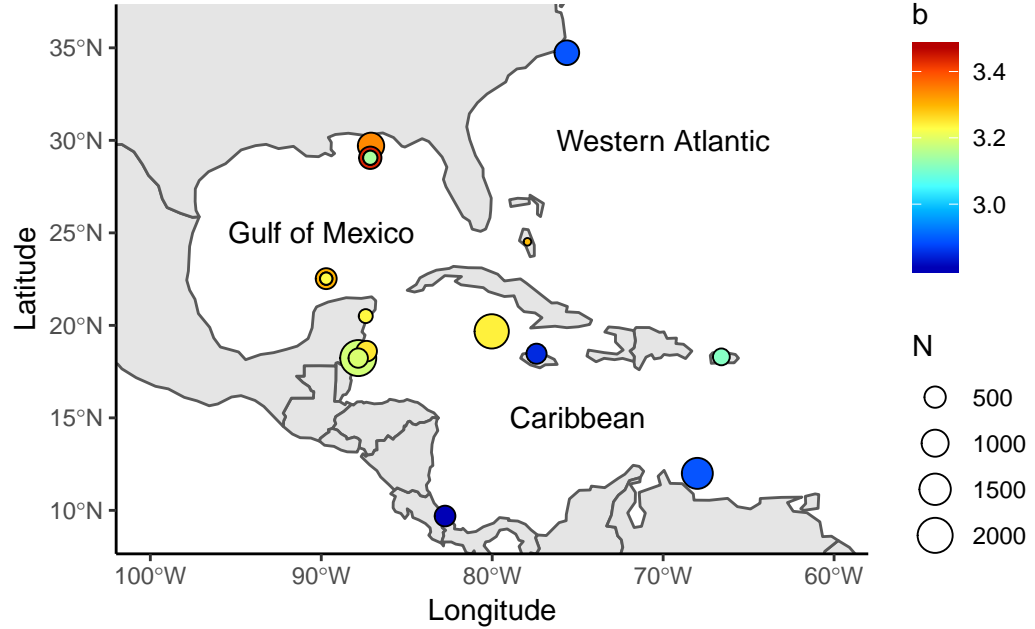 b
35°N
3.4
30°N
Western Atlantic
3.2
3.0
25°N
Gulf of Mexico
Latitude
20°N
N
500
15°N
Caribbean
1000
1500
10°N
2000
100°W
90°W
80°W
70°W
60°W
Longitude